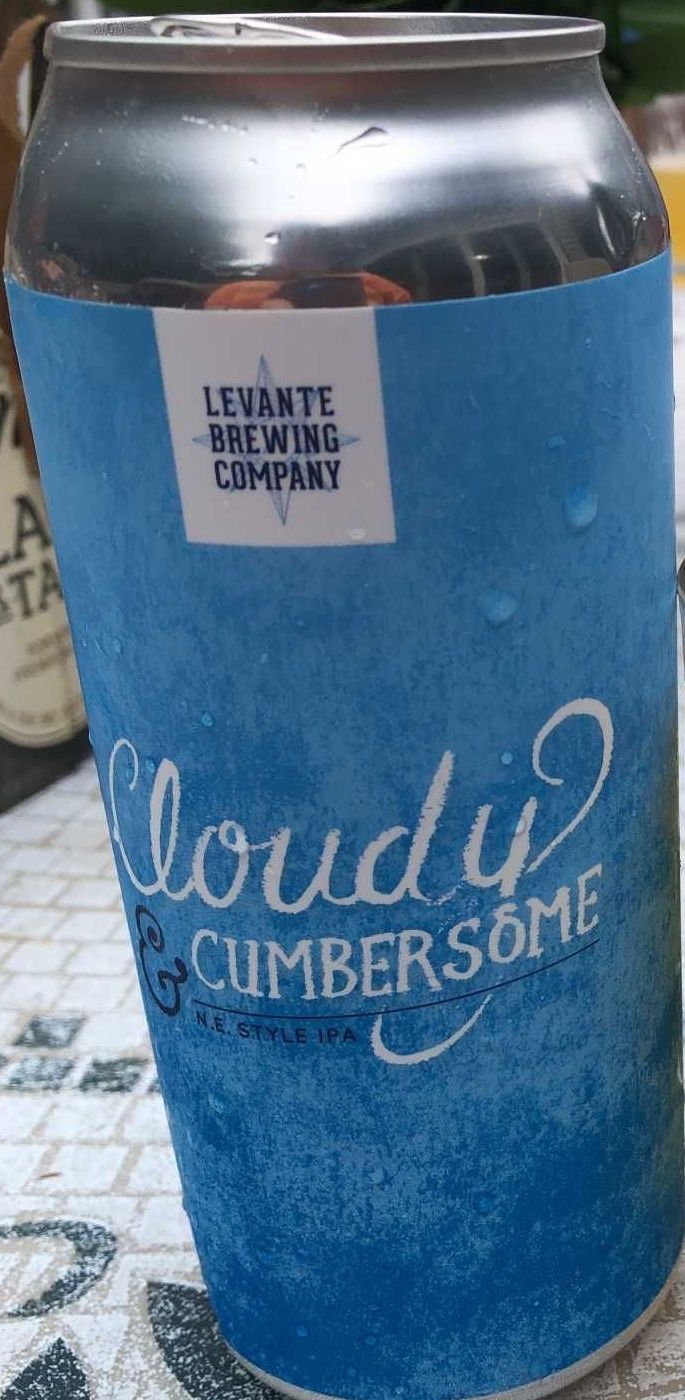 LEVANTE
BREWING
COMPANY
Cloudy
& CUMBERSOME
N.E. STYLE IPA